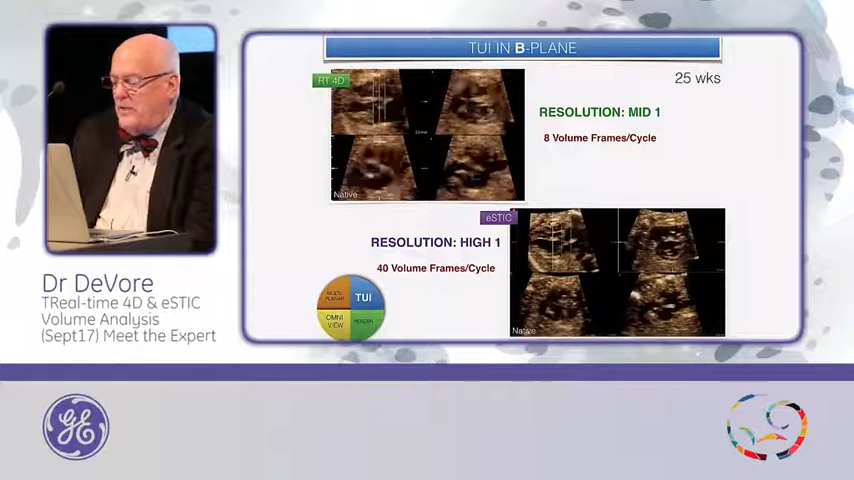 TUI IN B-PLANE
RT 4D
25 wks
RESOLUTION: MID 1
8 Volume Frames/Cycle
Native
eSTIC
RESOLUTION: HIGH 1
40 Volume Frames/Cycle
MULTI-
PLANAR
TUI
OMNI
VIEW
RENDER
Native
Dr DeVore
TReal-time 4D & eSTIC
Volume Analysis
(Sept17) Meet the Expert
GE